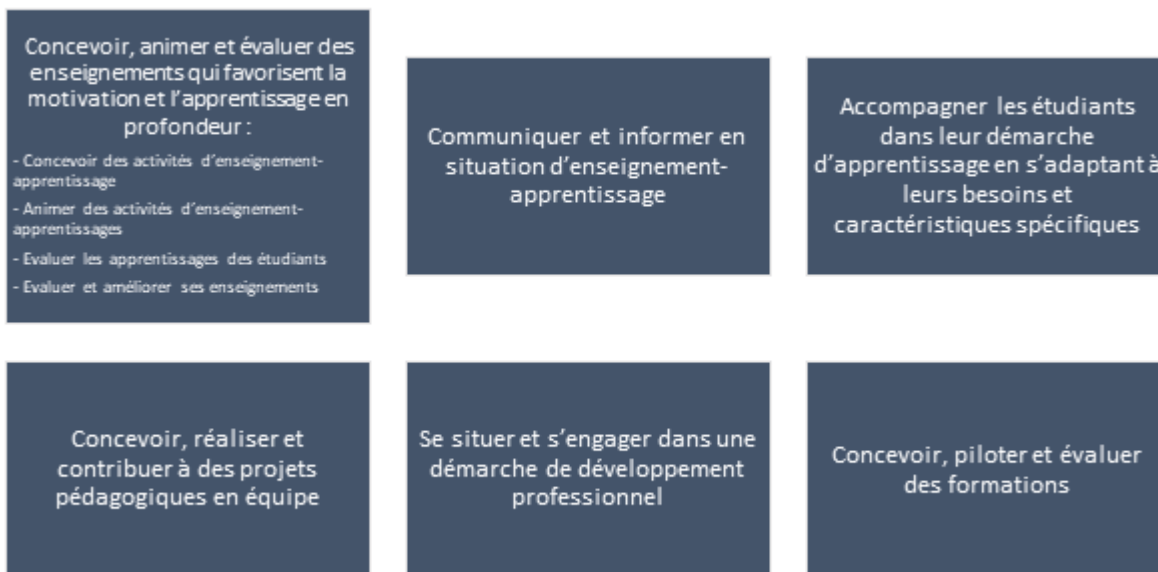 Concevoir, animer et évaluer des
enseignements qui favorisent la
motivation et l'apprentissage en
profondeur :
- Concevoir des activités d'enseignement-
apprentissage
- Animer des activités d'enseignement-
apprentissages
- Evaluer les apprentissages des étudiants
- Evaluer et améliorer ses enseignements
Communiquer et informer en
situation d'enseignement-
apprentissage
Accompagner les étudiants
dans leur démarche
d'apprentissage en s'adaptant à
leurs besoins et
caractéristiques spécifiques
Concevoir, réaliser et
contribuer à des projets
pédagogiques en équipe
Se situer et s'engager dans une
démarche de développement
professionnel
Concevoir, piloter et évaluer
des formations